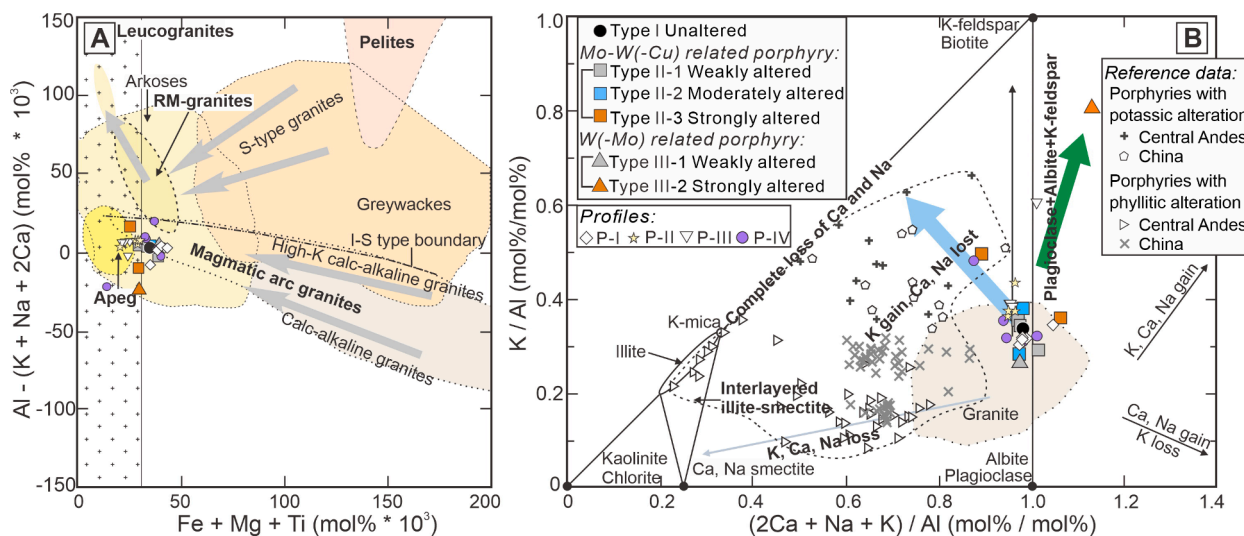 A
Leucogranites
Pelites
Arkoses
RM-granites
S-type granites
Greywackes
I-S type boundary
High-K calc-alkaline granites
Magmatic arc granites
Calc-alkaline granites
Apeg
150
100
50
0
-50
-100
-150
0
50
100
150
200
Al - (K + Na + 2Ca) (mol% * 10³)
Fe + Mg + Ti (mol% * 10³)
B
Type I Unaltered
Mo-W(-Cu) related porphyry:
Type II-1 Weakly altered
Type II-2 Moderately altered
Type II-3 Strongly altered
W(-Mo) related porphyry:
Type III-1 Weakly altered
Type III-2 Strongly altered
Profiles:
P-I
P-II
P-III
P-IV
K-feldspar
Biotite
Reference data:
Porphyries with
potassic alteration
Central Andes
China
Porphyries with
phyllitic alteration
Central Andes
China
Complete loss of Ca and Na
K gain, Ca, Na lost
Plagioclase+Albite+K-feldspar
K, Ca, Na gain
K-mica
Illite
Interlayered
illite-smectite
Granite
K, Ca, Na loss
Ca, Na gain
K loss
Kaolinite
Chlorite
Ca, Na smectite
Albite
Plagioclase
1.0
0.8
0.6
0.4
0.2
0.0
0.0
0.2
0.4
0.6
0.8
1.0
1.2
1.4
K / Al (mol%/mol%)
(2Ca + Na + K) / Al (mol% / mol%)